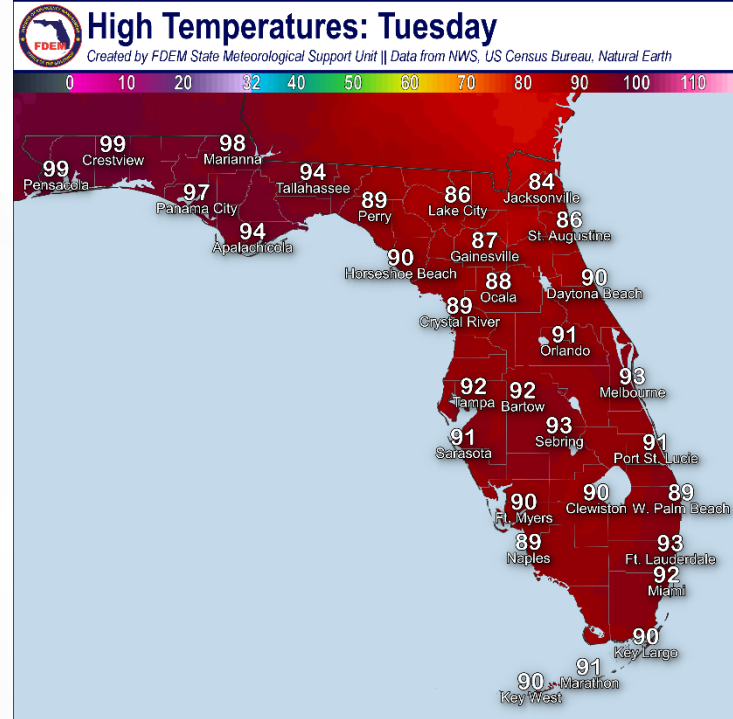 FDEM
High Temperatures: Tuesday
Created by FDEM State Meteorological Support Unit || Data from NWS, US Census Bureau, Natural Earth
0 10 20 32 40 50 60 70 80 90 100 110
99
Crestview
98
Marianna
99
Pensacola
94
Tallahassee
97
Panama City
89
Perry
86
Lake City
84
Jacksonville
94
Apalachicola
86
St. Augustine
87
Gainesville
90
Horseshoe Beach
88
Ocala
90
Daytona Beach
89
Crystal River
91
Orlando
93
Melbourne
92
Tampa
92
Bartow
93
Sebring
91
Sarasota
91
Port St. Lucie
90
Ft. Myers
90
Clewiston
89
W. Palm Beach
89
Naples
93
Ft. Lauderdale
92
Miami
90
Key Largo
91
Marathon
90
Key West